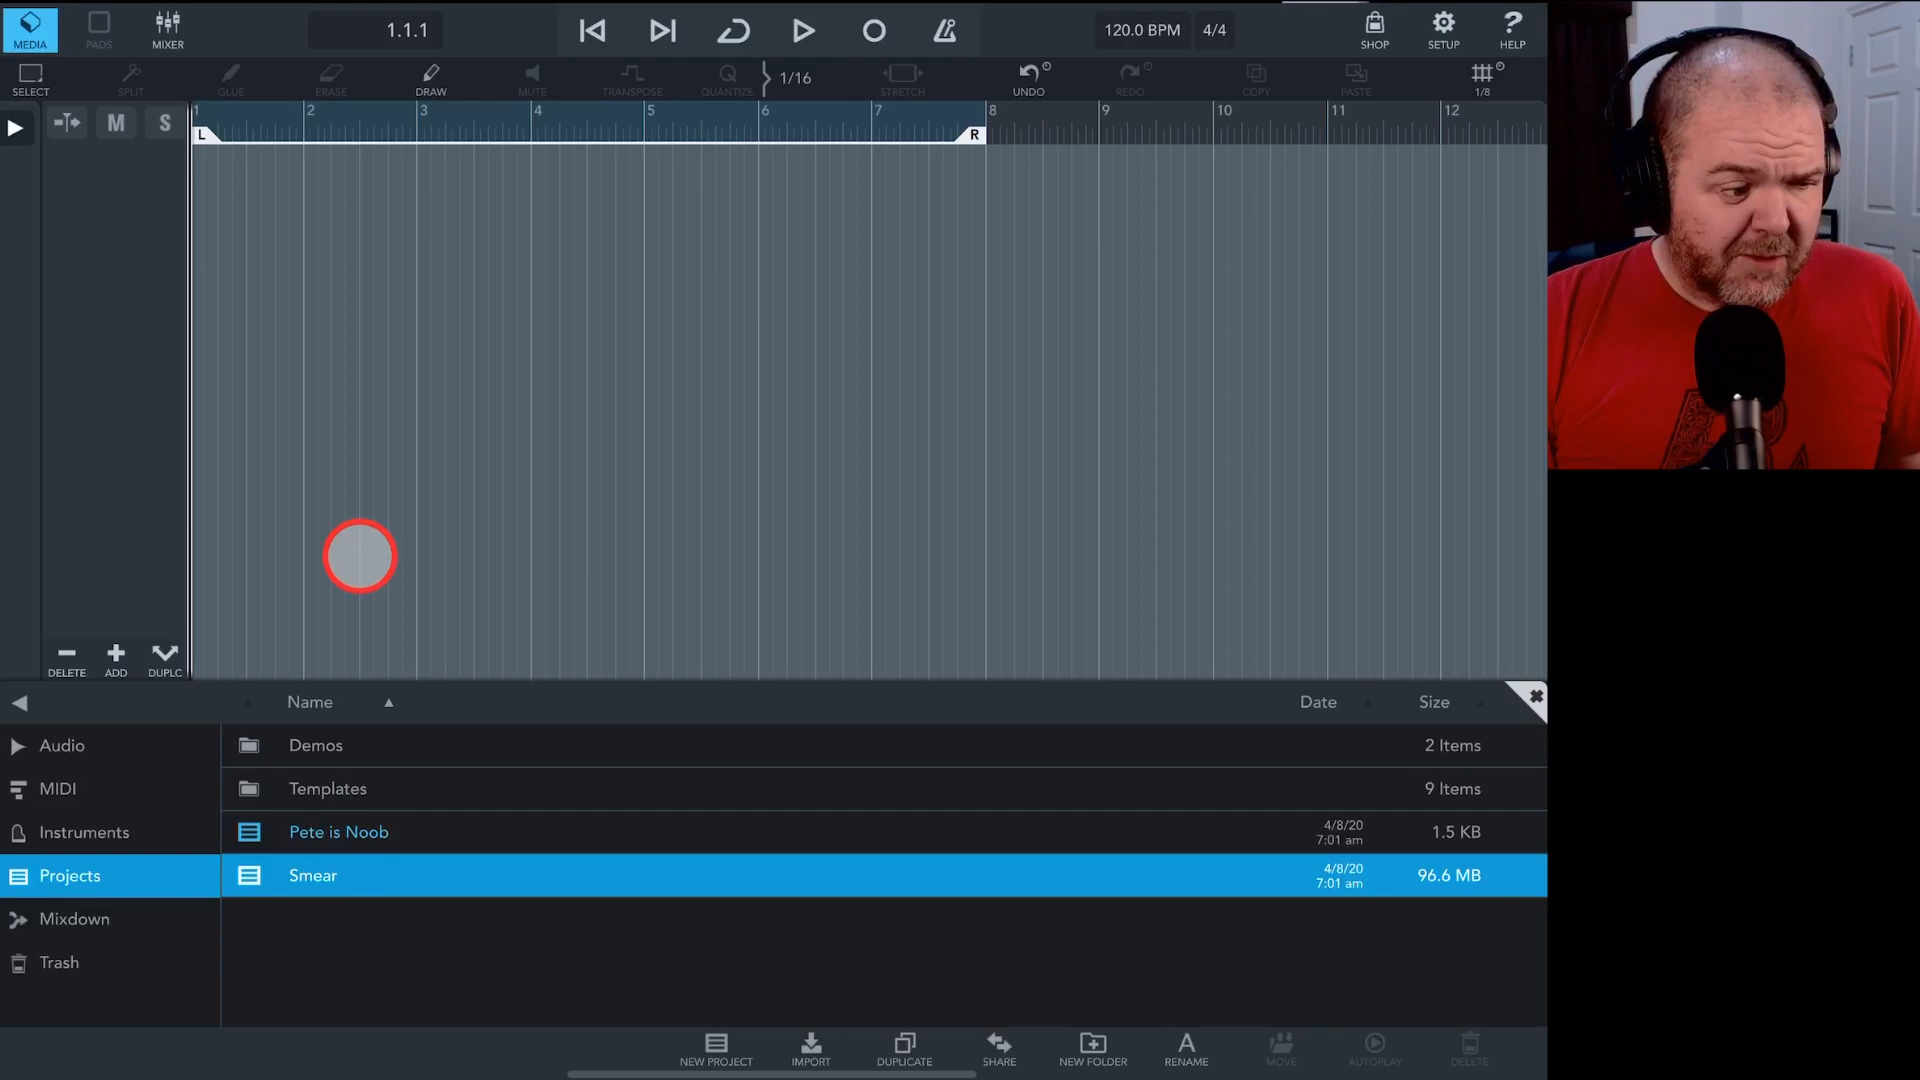 MEDIA
PADS
MIXER
1.1.1
120.0 BPM
4/4
SHOP
SETUP
HELP
SELECT
SPLIT
GLUE
ERASE
DRAW
MUTE
TRANSPOSE
Q
QUANTIZE
1/16
STRETCH
UNDO
REDO
COPY
PASTE
1/8
M
S
1
2
3
4
5
6
7
8
9
10
11
12
L
R
DELETE
ADD
DUPLC
Name
Date
Size
Audio
MIDI
Instruments
Projects
Mixdown
Trash
Demos
2 Items
Templates
9 Items
Pete is Noob
4/8/20
7:01 am
1.5 KB
Smear
4/8/20
7:01 am
96.6 MB
NEW PROJECT
IMPORT
DUPLICATE
SHARE
NEW FOLDER
RENAME
MOVE
AUTOPLAY
DELETE